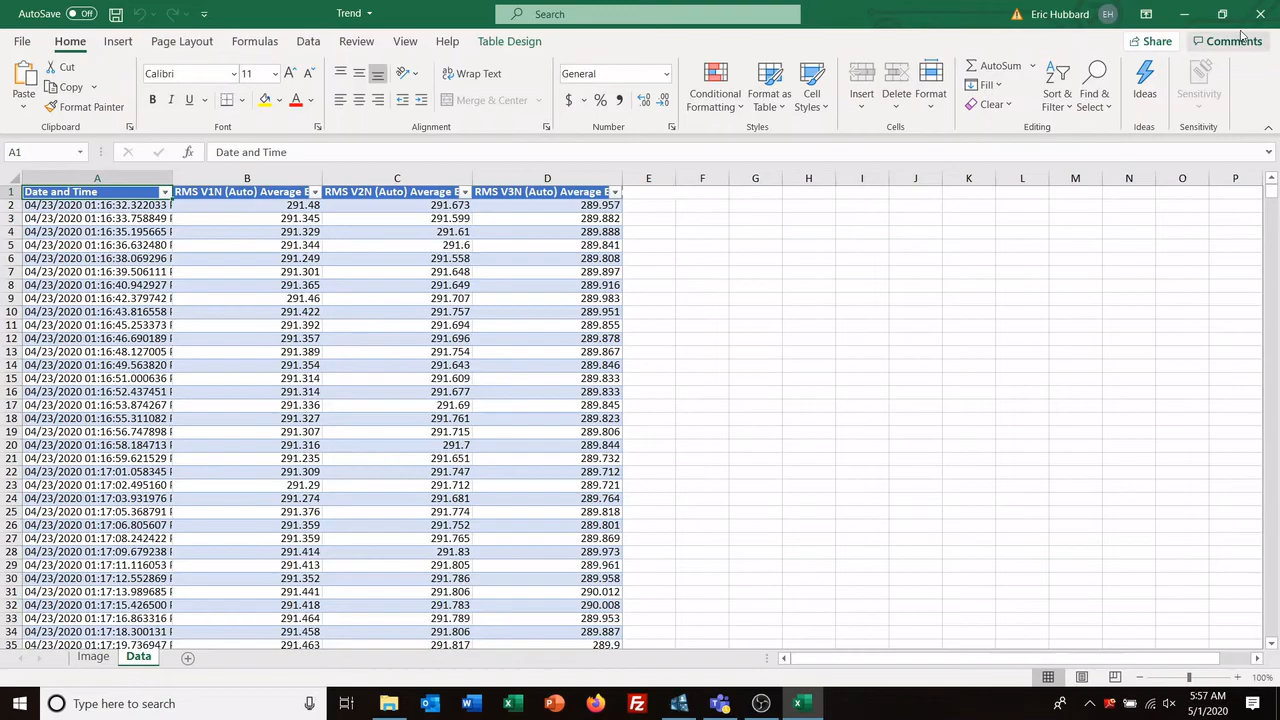 AutoSave Off Trend Search Eric Hubbard EH
File Home Insert Page Layout Formulas Data Review View Help Table Design Share Comments
Paste Cut Copy Format Painter Calibri 11 Wrap Text Merge & Center General Conditional Formatting Format as Table Cell Styles Insert Delete Format AutoSum Fill Clear Sort & Filter Find & Select Ideas Sensitivity
Clipboard Font Alignment Number Styles Cells Editing Ideas Sensitivity
A1 Date and Time
A B C D E F G H I J K L M N O P
1 Date and Time RMS V1N (Auto) Average RMS V2N (Auto) Average RMS V3N (Auto) Average
2 04/23/2020 01:16:32.322033 291.48 291.673 289.957
3 04/23/2020 01:16:33.758849 291.345 291.599 289.882
4 04/23/2020 01:16:35.195665 291.329 291.61 289.888
5 04/23/2020 01:16:36.632480 291.344 291.6 289.841
6 04/23/2020 01:16:38.069296 291.249 291.558 289.808
7 04/23/2020 01:16:39.506111 291.301 291.648 289.897
8 04/23/2020 01:16:40.942927 291.365 291.649 289.916
9 04/23/2020 01:16:42.379742 291.46 291.707 289.983
10 04/23/2020 01:16:43.816558 291.422 291.757 289.951
11 04/23/2020 01:16:45.253373 291.392 291.694 289.855
12 04/23/2020 01:16:46.690189 291.357 291.696 289.878
13 04/23/2020 01:16:48.127005 291.389 291.754 289.867
14 04/23/2020 01:16:49.563820 291.354 291.643 289.846
15 04/23/2020 01:16:51.000636 291.314 291.609 289.833
16 04/23/2020 01:16:52.437451 291.314 291.677 289.833
17 04/23/2020 01:16:53.874267 291.336 291.69 289.845
18 04/23/2020 01:16:55.311082 291.327 291.761 289.823
19 04/23/2020 01:16:56.747898 291.307 291.715 289.806
20 04/23/2020 01:16:58.184713 291.316 291.7 289.844
21 04/23/2020 01:16:59.621529 291.235 291.651 289.732
22 04/23/2020 01:17:01.058345 291.309 291.747 289.712
23 04/23/2020 01:17:02.495160 291.29 291.712 289.721
24 04/23/2020 01:17:03.931976 291.274 291.681 289.764
25 04/23/2020 01:17:05.368791 291.376 291.774 289.818
26 04/23/2020 01:17:06.805607 291.359 291.752 289.801
27 04/23/2020 01:17:08.242422 291.359 291.765 289.869
28 04/23/2020 01:17:09.679238 291.414 291.83 289.973
29 04/23/2020 01:17:11.116053 291.413 291.805 289.961
30 04/23/2020 01:17:12.552869 291.352 291.786 289.958
31 04/23/2020 01:17:13.989685 291.441 291.806 290.012
32 04/23/2020 01:17:15.426500 291.418 291.783 290.008
33 04/23/2020 01:17:16.863316 291.464 291.789 289.953
34 04/23/2020 01:17:18.300131 291.458 291.806 289.887
35 04/23/2020 01:17:19.736947 291.463 291.817 289.9
Image Data
100%
Type here to search 5:57 AM
5/1/2020